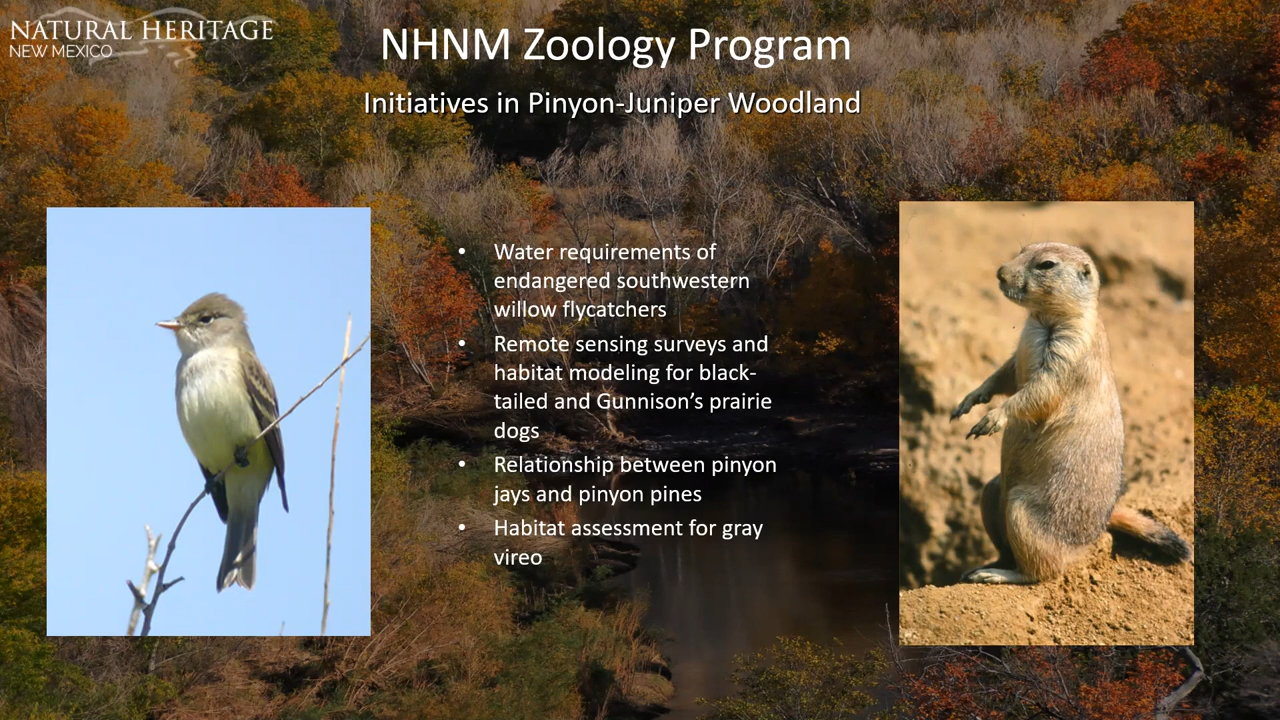 NATURAL HERITAGE
NEW MEXICO
NHNM Zoology Program
Initiatives in Pinyon-Juniper Woodland
• Water requirements of
endangered southwestern
willow flycatchers
• Remote sensing surveys and
habitat modeling for black-
tailed and Gunnison’s prairie
dogs
• Relationship between pinyon
jays and pinyon pines
• Habitat assessment for gray
vireo